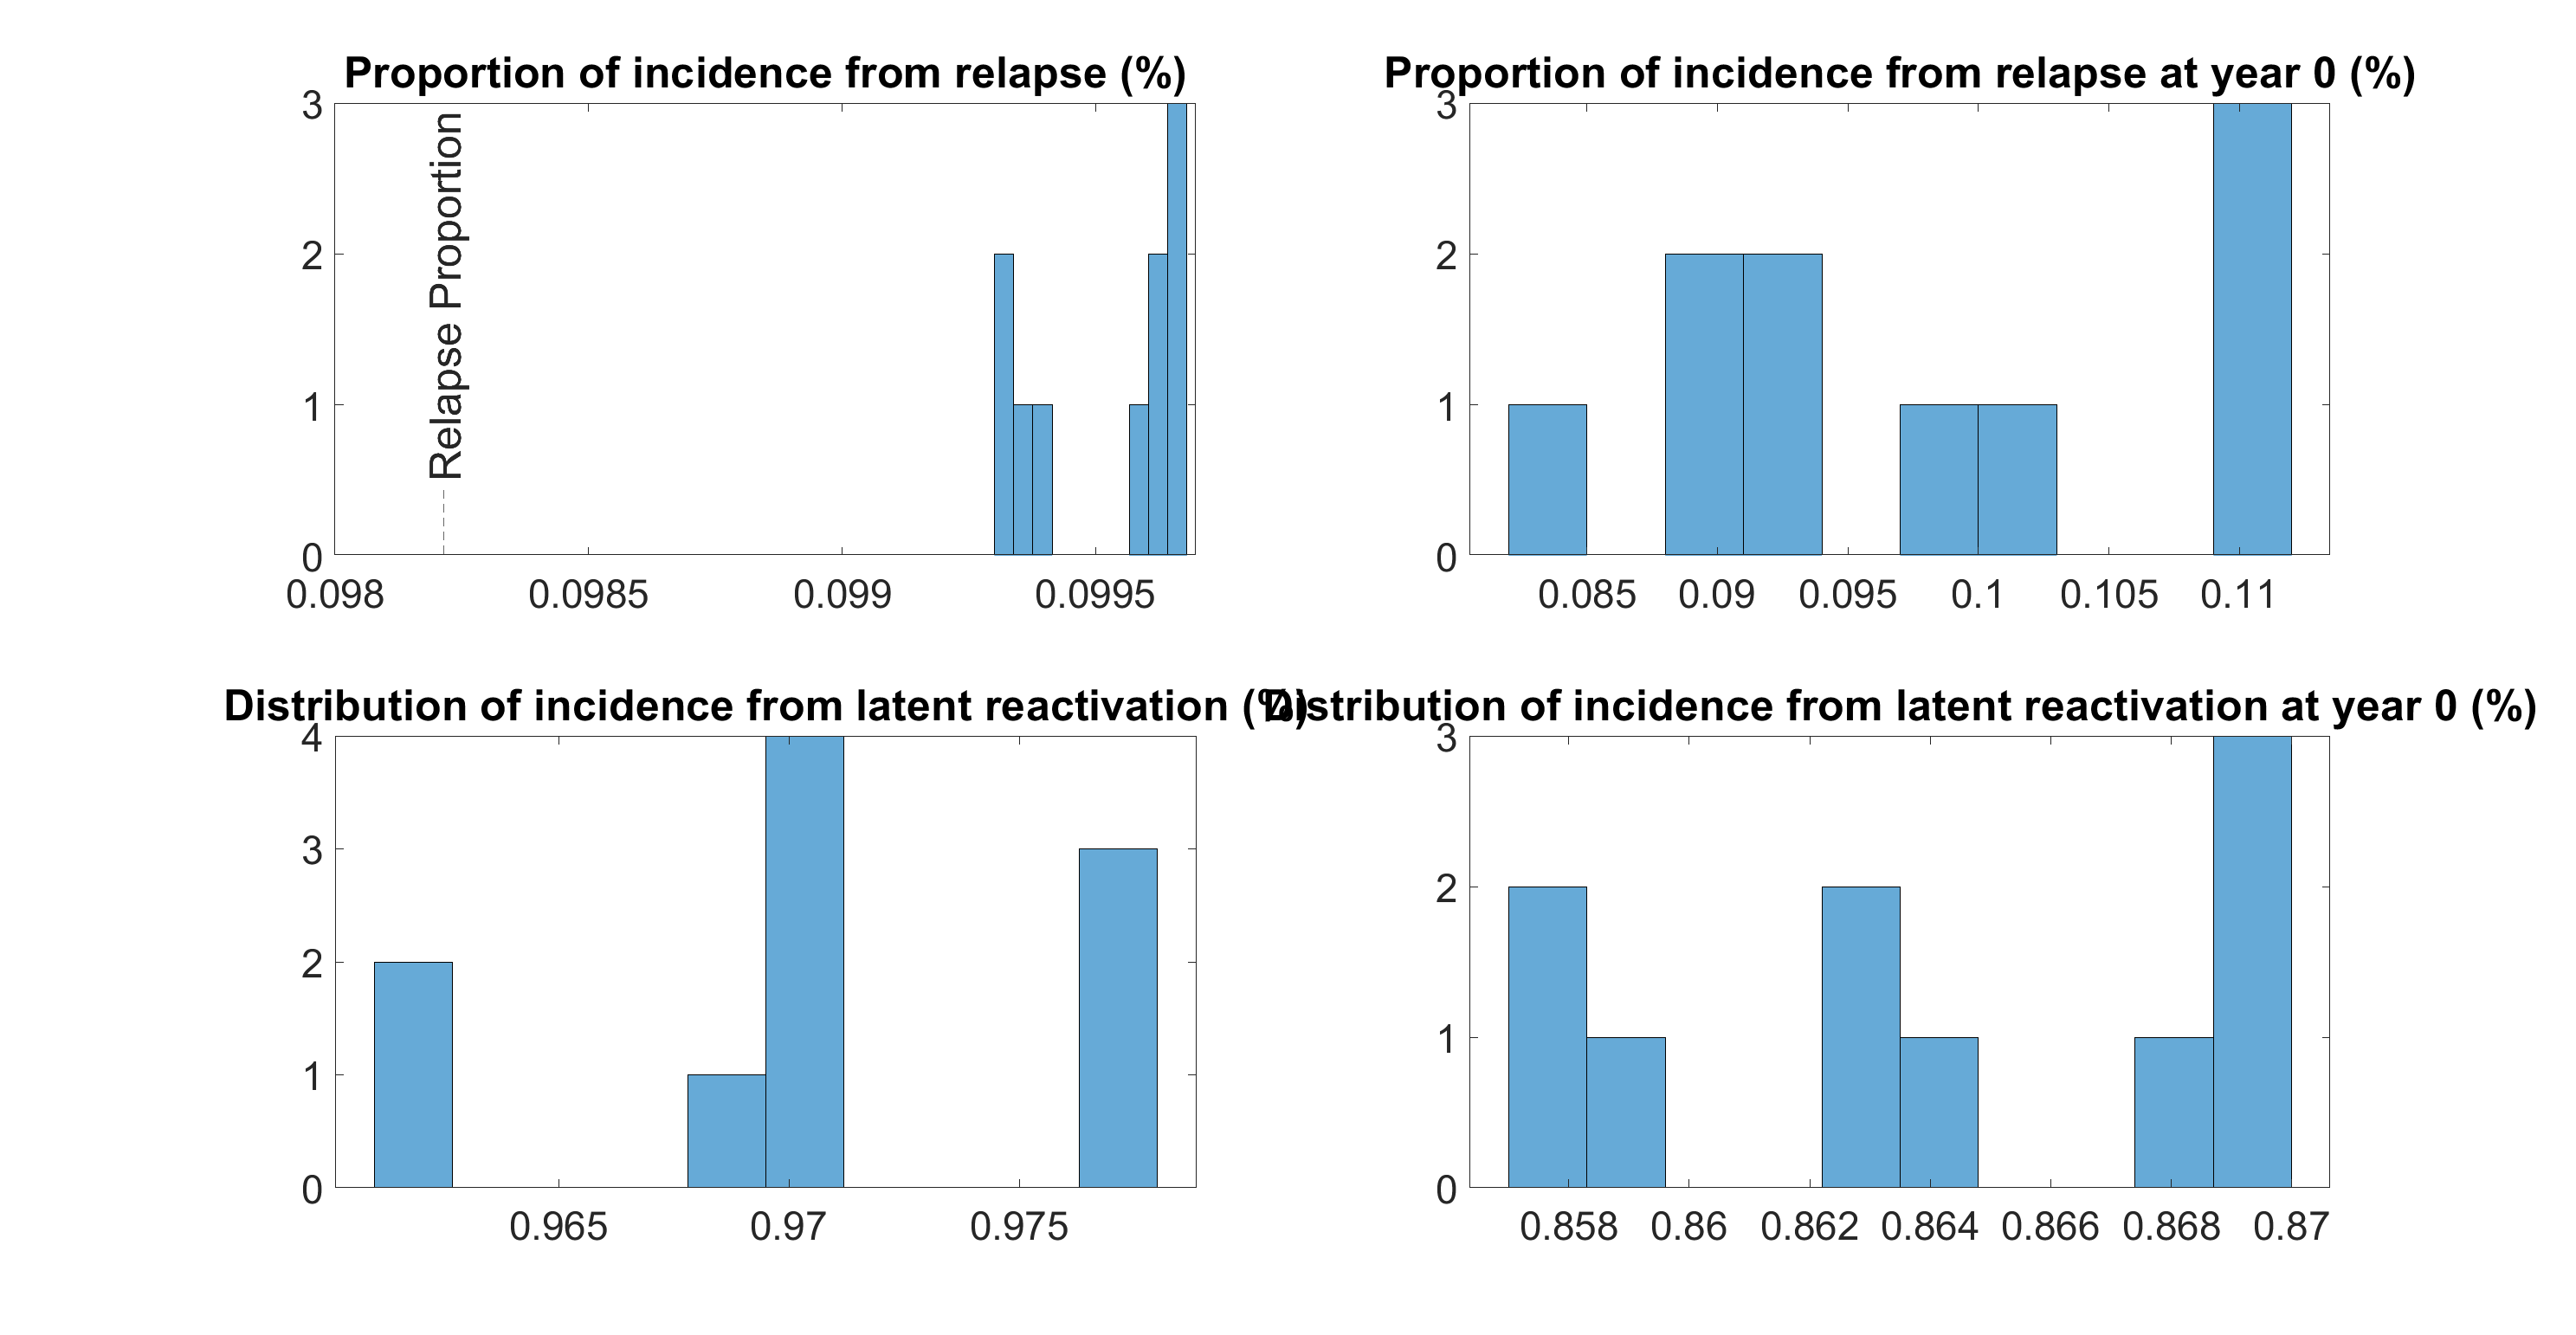 Proportion of incidence from relapse (%)
3
2
1
0
Relapse Proportion
0.098 0.0985 0.099 0.0995
Proportion of incidence from relapse at year 0 (%)
3
2
1
0
0.085 0.09 0.095 0.1 0.105 0.11
Distribution of incidence from latent reactivation (%)
4
3
2
1
0
0.965 0.97 0.975
Distribution of incidence from latent reactivation at year 0 (%)
3
2
1
0
0.858 0.86 0.862 0.864 0.866 0.868 0.87